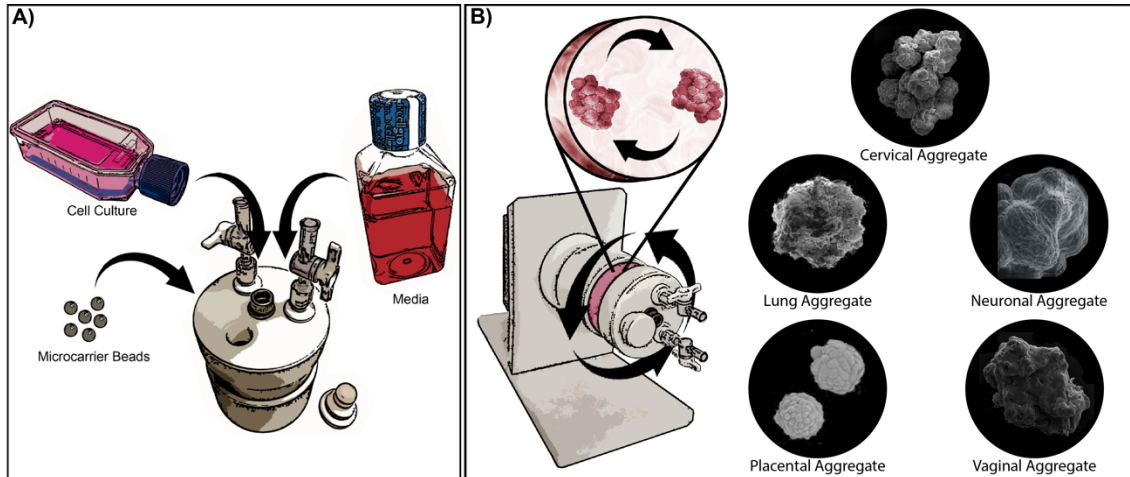 A)
Cell Culture
Media
Microcarrier Beads
B)
Cervical Aggregate
Lung Aggregate
Neuronal Aggregate
Placental Aggregate
Vaginal Aggregate